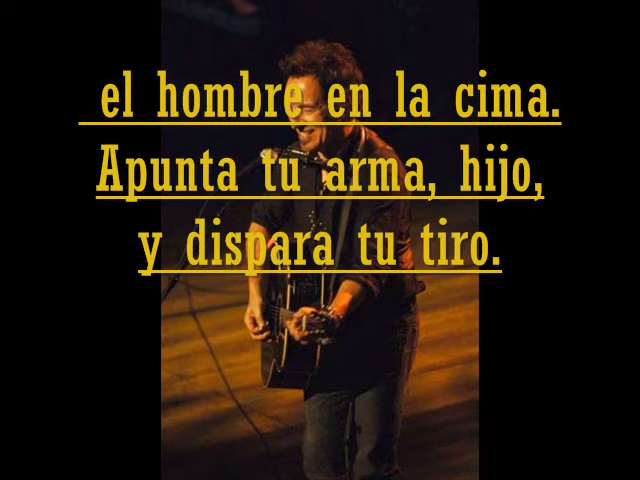 el hombre en la cima.
Apunta tu arma, hijo,
y dispara tu tiro.